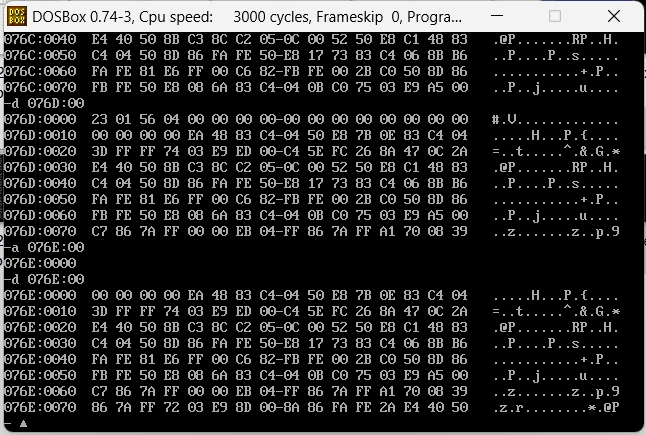 DOSBox 0.74-3, Cpu speed: 3000 cycles, Frameskip 0, Progra...
076C:0040 E4 40 50 8B C3 8C C2 05-0C 00 52 50 E8 C1 48 83 .@P.......RP..H.
076C:0050 C4 04 50 8D 86 FA FE 50-E8 17 73 83 C4 06 8B B6 ..P....P..s.....
076C:0060 FA FE 81 E6 FF 00 C6 82-FB FE 00 2B C0 50 8D 86 ...........+.P..
076C:0070 FB FE 50 E8 08 6A 83 C4-04 0B C0 75 03 E9 A5 00 ..P..j.....u....
-d 076D:00
076D:0000 23 01 56 04 00 00 00 00-00 00 00 00 00 00 00 00 #.V.............
076D:0010 00 00 00 00 EA 48 83 C4-04 50 E8 7B 0E 83 C4 04 .....H...P.{....
076D:0020 3D FF FF 74 03 E9 ED 00-C4 5E FC 26 8A 47 0C 2A =..t.....^.&.G.*
076D:0030 E4 40 50 8B C3 8C C2 05-0C 00 52 50 E8 C1 48 83 .@P.......RP..H.
076D:0040 C4 04 50 8D 86 FA FE 50-E8 17 73 83 C4 06 8B B6 ..P....P..s.....
076D:0050 FA FE 81 E6 FF 00 C6 82-FB FE 00 2B C0 50 8D 86 ...........+.P..
076D:0060 FB FE 50 E8 08 6A 83 C4-04 0B C0 75 03 E9 A5 00 ..P..j.....u....
076D:0070 C7 86 7A FF 00 00 EB 04-FF 86 7A FF A1 70 08 39 ..z.......z..p.9
-a 076E:00
076E:0000
-d 076E:00
076E:0000 00 00 00 00 EA 48 83 C4-04 50 E8 7B 0E 83 C4 04 .....H...P.{....
076E:0010 3D FF FF 74 03 E9 ED 00-C4 5E FC 26 8A 47 0C 2A =..t.....^.&.G.*
076E:0020 E4 40 50 8B C3 8C C2 05-0C 00 52 50 E8 C1 48 83 .@P.......RP..H.
076E:0030 C4 04 50 8D 86 FA FE 50-E8 17 73 83 C4 06 8B B6 ..P....P..s.....
076E:0040 FA FE 81 E6 FF 00 C6 82-FB FE 00 2B C0 50 8D 86 ...........+.P..
076E:0050 FB FE 50 E8 08 6A 83 C4-04 0B C0 75 03 E9 A5 00 ..P..j.....u....
076E:0060 C7 86 7A FF 00 00 EB 04-FF 86 7A FF A1 70 08 39 ..z.......z..p.9
076E:0070 86 7A FF 72 03 E9 8D 00-8A 86 FA FE 2A E4 40 50 .z.r........*.@P
-